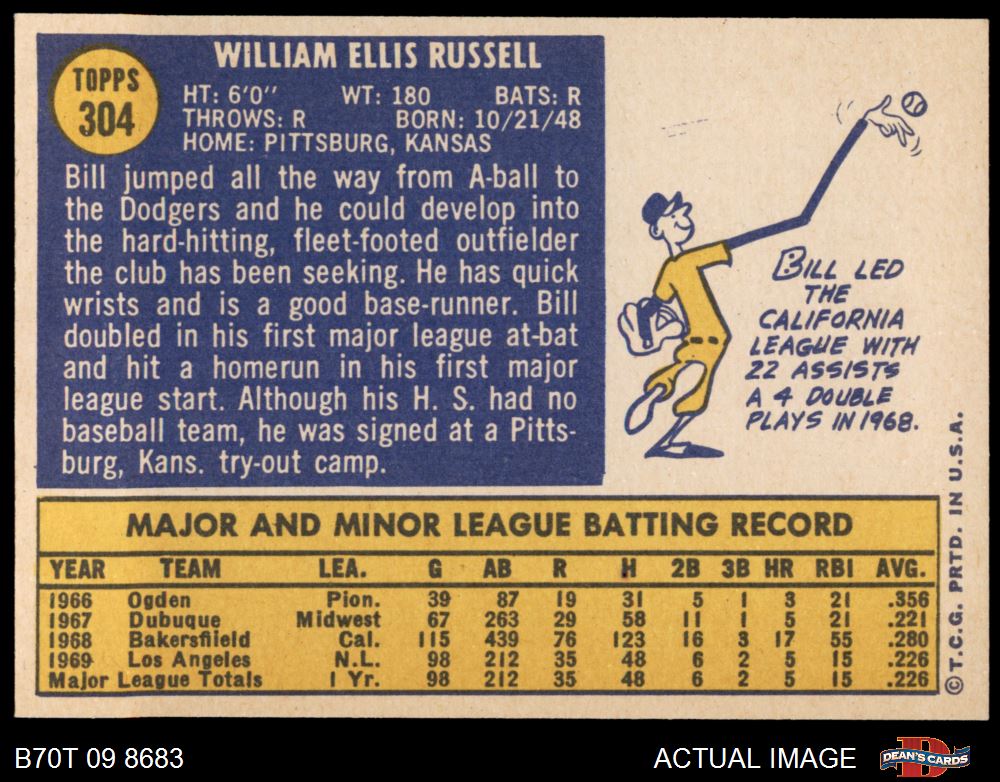 TOPPS
304
WILLIAM ELLIS RUSSELL
HT: 6'0" WT: 180 BATS: R
THROWS: R BORN: 10/21/48
HOME: PITTSBURG, KANSAS
Bill jumped all the way from A-ball to
the Dodgers and he could develop into
the hard-hitting, fleet-footed outfielder
the club has been seeking. He has quick
wrists and is a good base-runner. Bill
doubled in his first major league at-bat
and hit a homerun in his first major
league start. Although his H. S. had no
baseball team, he was signed at a Pitts-
burg, Kans. try-out camp.
BILL LED
THE
CALIFORNIA
LEAGUE WITH
22 ASSISTS
A 4 DOUBLE
PLAYS IN 1968.
MAJOR AND MINOR LEAGUE BATTING RECORD
YEAR TEAM LEA. G AB R H 2B 3B HR RBI AVG.
1966 Ogden Pion. 39 87 19 31 5 1 3 21 .356
1967 Dubuque Midwest 67 263 29 58 11 1 5 21 .221
1968 Bakersfiield Cal. 115 439 76 123 16 3 17 55 .280
1969 Los Angeles N.L. 98 212 35 48 6 2 5 15 .226
Major League Totals 1 Yr. 98 212 35 48 6 2 5 15 .226
© T.C.G. PRTD. IN U.S.A.
B70T 09 8683
ACTUAL IMAGE
D
DEAN'S CARDS